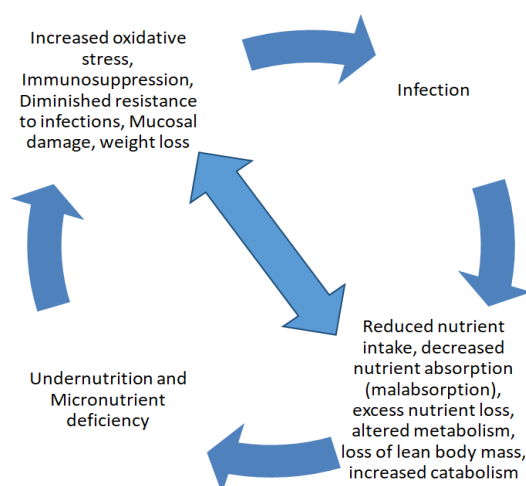 Increased oxidative
stress,
Immunosuppression,
Diminished resistance
to infections, Mucosal
damage, weight loss
Infection
Reduced nutrient
intake, decreased
nutrient absorption
(malabsorption),
excess nutrient loss,
altered metabolism,
loss of lean body mass,
increased catabolism
Undernutrition and
Micronutrient
deficiency